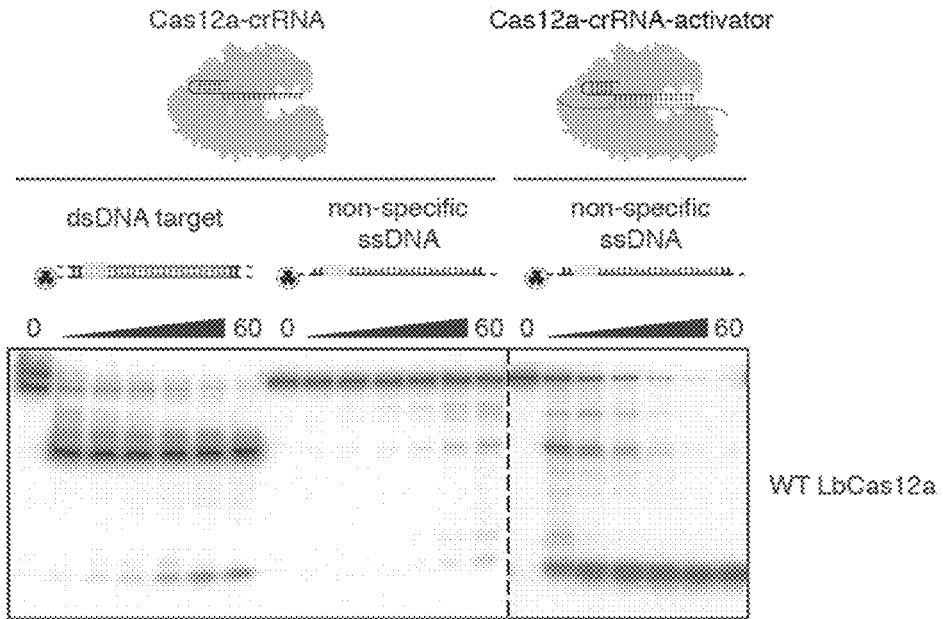 Cas12a-crRNA
Cas12a-crRNA-activator
dsDNA target
non-specific
ssDNA
non-specific
ssDNA
0 60 0 60 0 60
WT LbCas12a